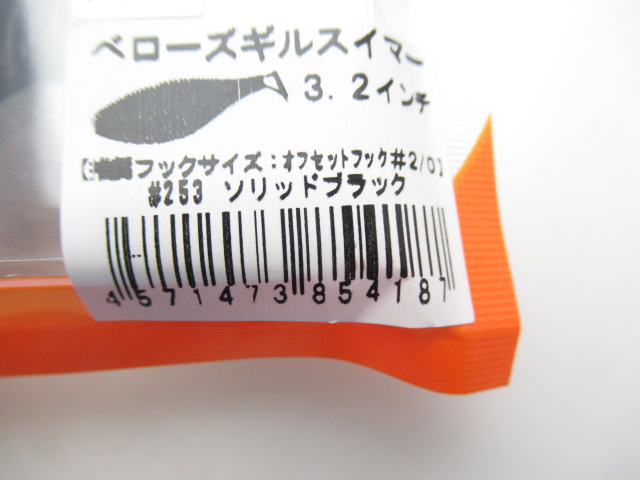 ベローズギルスイマー
3.2インチ
フックサイズ:オフセットフック#2/0】
#253 ソリッドブラック
4571473854187